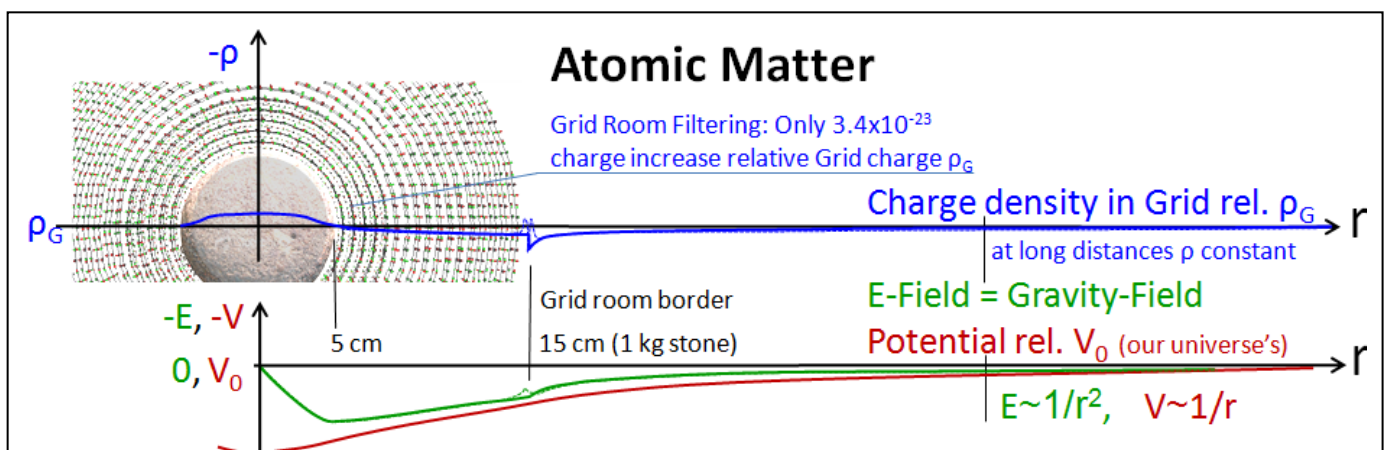 -ρ
Atomic Matter
Grid Room Filtering: Only 3.4x10⁻²³
charge increase relative Grid charge ρG
ρG
Charge density in Grid rel. ρG
r
at long distances ρ constant
-E, -V
5 cm
Grid room border
15 cm (1 kg stone)
E-Field = Gravity-Field
0, V₀
Potential rel. V₀ (our universe's)
r
E~1/r², V~1/r